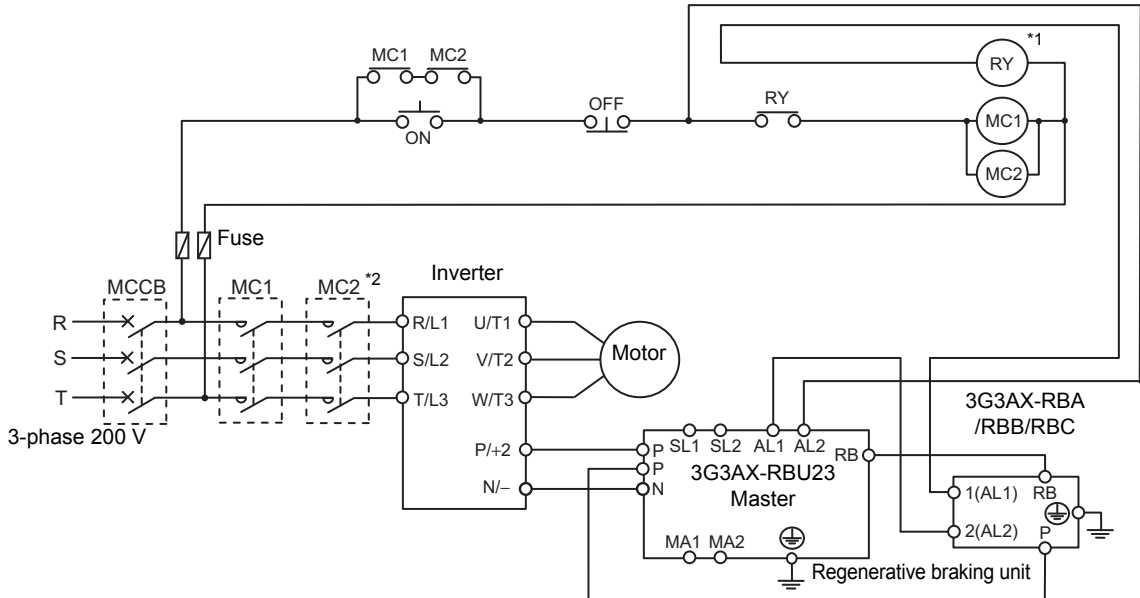 *1
MC1 MC2
RY
OFF
RY
MC1
ON
MC2
Fuse
Inverter
MCCB
MC1
MC2 *2
R
R/L1
U/T1
S
S/L2
V/T2
Motor
T
T/L3
W/T3
3-phase 200 V
3G3AX-RBA
/RBB/RBC
P/+2
P
SL1 SL2 AL1 AL2
RB
P
3G3AX-RBU23
Master
N/−
N
1(AL1)
RB
2(AL2)
P
MA1 MA2
Regenerative braking unit